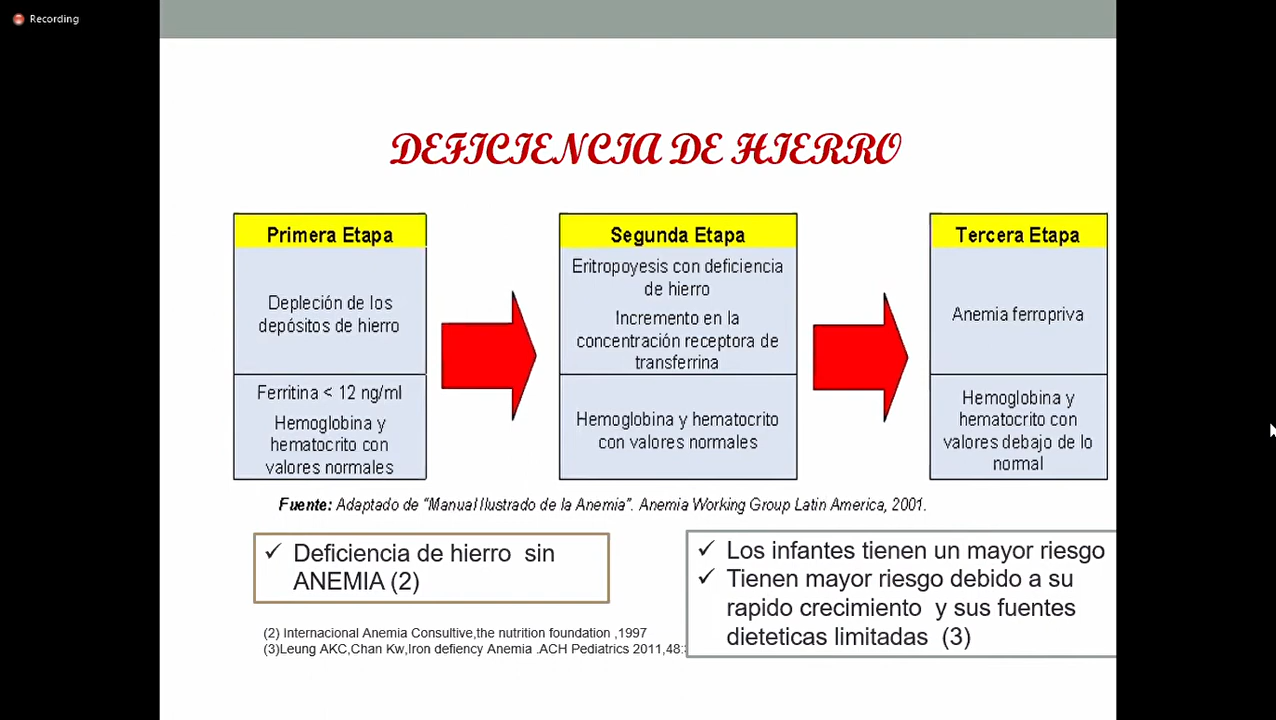 Recording
DEFICIENCIA DE HIERRO
Primera Etapa
Depleción de los
depósitos de hierro
Ferritina < 12 ng/ml
Hemoglobina y
hematocrito con
valores normales
Segunda Etapa
Eritropoyesis con deficiencia
de hierro
Incremento en la
concentración receptora de
transferrina
Hemoglobina y hematocrito
con valores normales
Tercera Etapa
Anemia ferropriva
Hemoglobina y
hematocrito con
valores debajo de lo
normal
Fuente: Adaptado de "Manual Ilustrado de la Anemia". Anemia Working Group Latin America, 2001.
✓ Deficiencia de hierro sin
ANEMIA (2)
✓ Los infantes tienen un mayor riesgo
✓ Tienen mayor riesgo debido a su
rapido crecimiento y sus fuentes
dieteticas limitadas (3)
(2) Internacional Anemia Consultive,the nutrition foundation ,1997
(3)Leung AKC,Chan Kw,Iron defiency Anemia .ACH Pediatrics 2011,48: